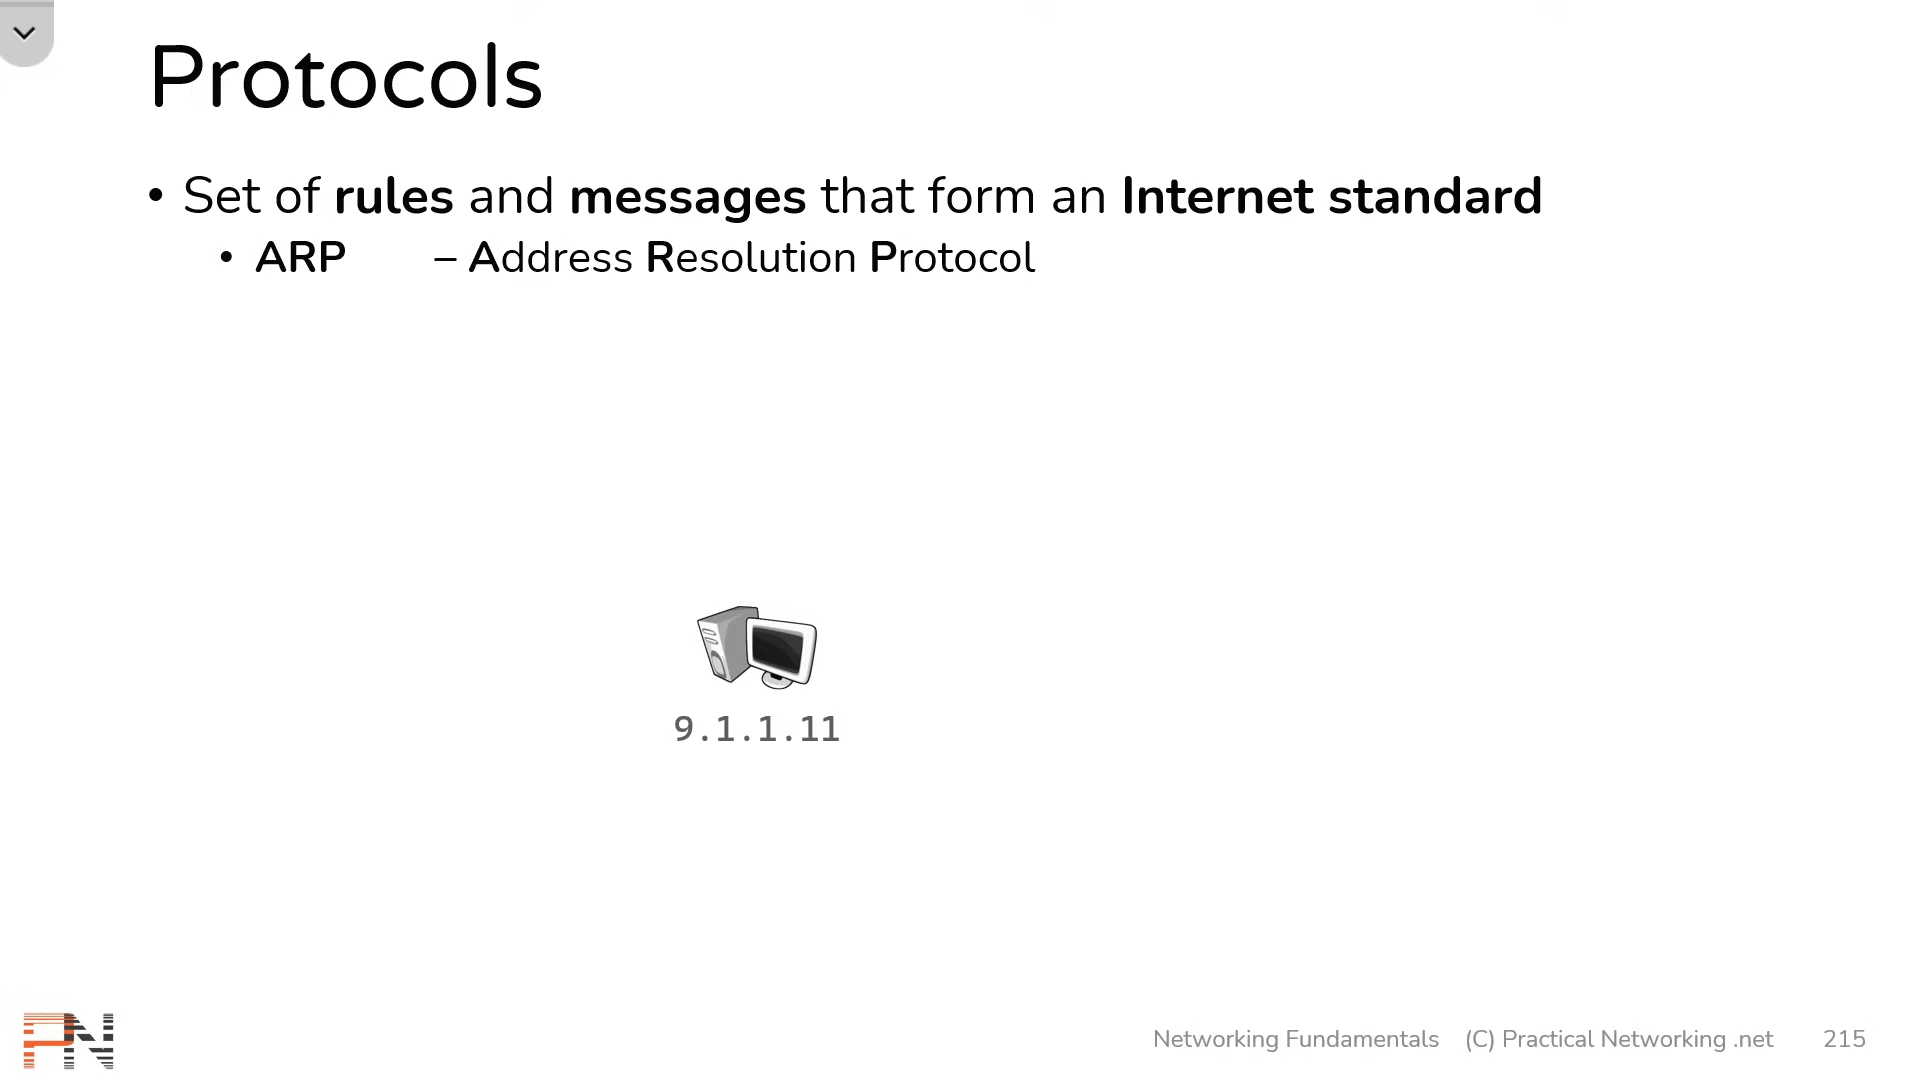 Protocols
• Set of rules and messages that form an Internet standard
• ARP – Address Resolution Protocol
9.1.1.11
PN
Networking Fundamentals (C) Practical Networking .net 215